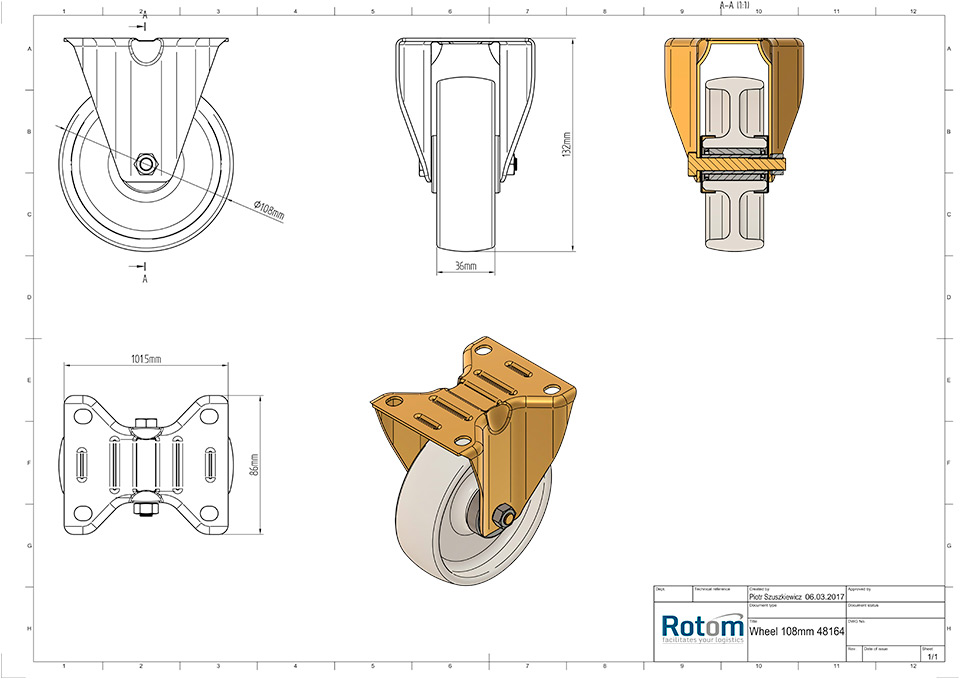 A-A (1:1)
1 2 3 4 5 6 7 8 9 10 11 12
A
A A
B B
C C
D D
E E
F F
G G
H H
Φ108mm
132mm
36mm
A
1015mm
86mm
Dept.
Technical reference
Created by
Piotr Szuszkiewicz 06.03.2017
Approved by
Document type
Document status
Rotom
facilitates your logistics
Title
Wheel 108mm 48164
DWG No.
Rev.
Date of issue
Sheet
1/1
1 2 3 4 5 6 7 8 9 10 11 12